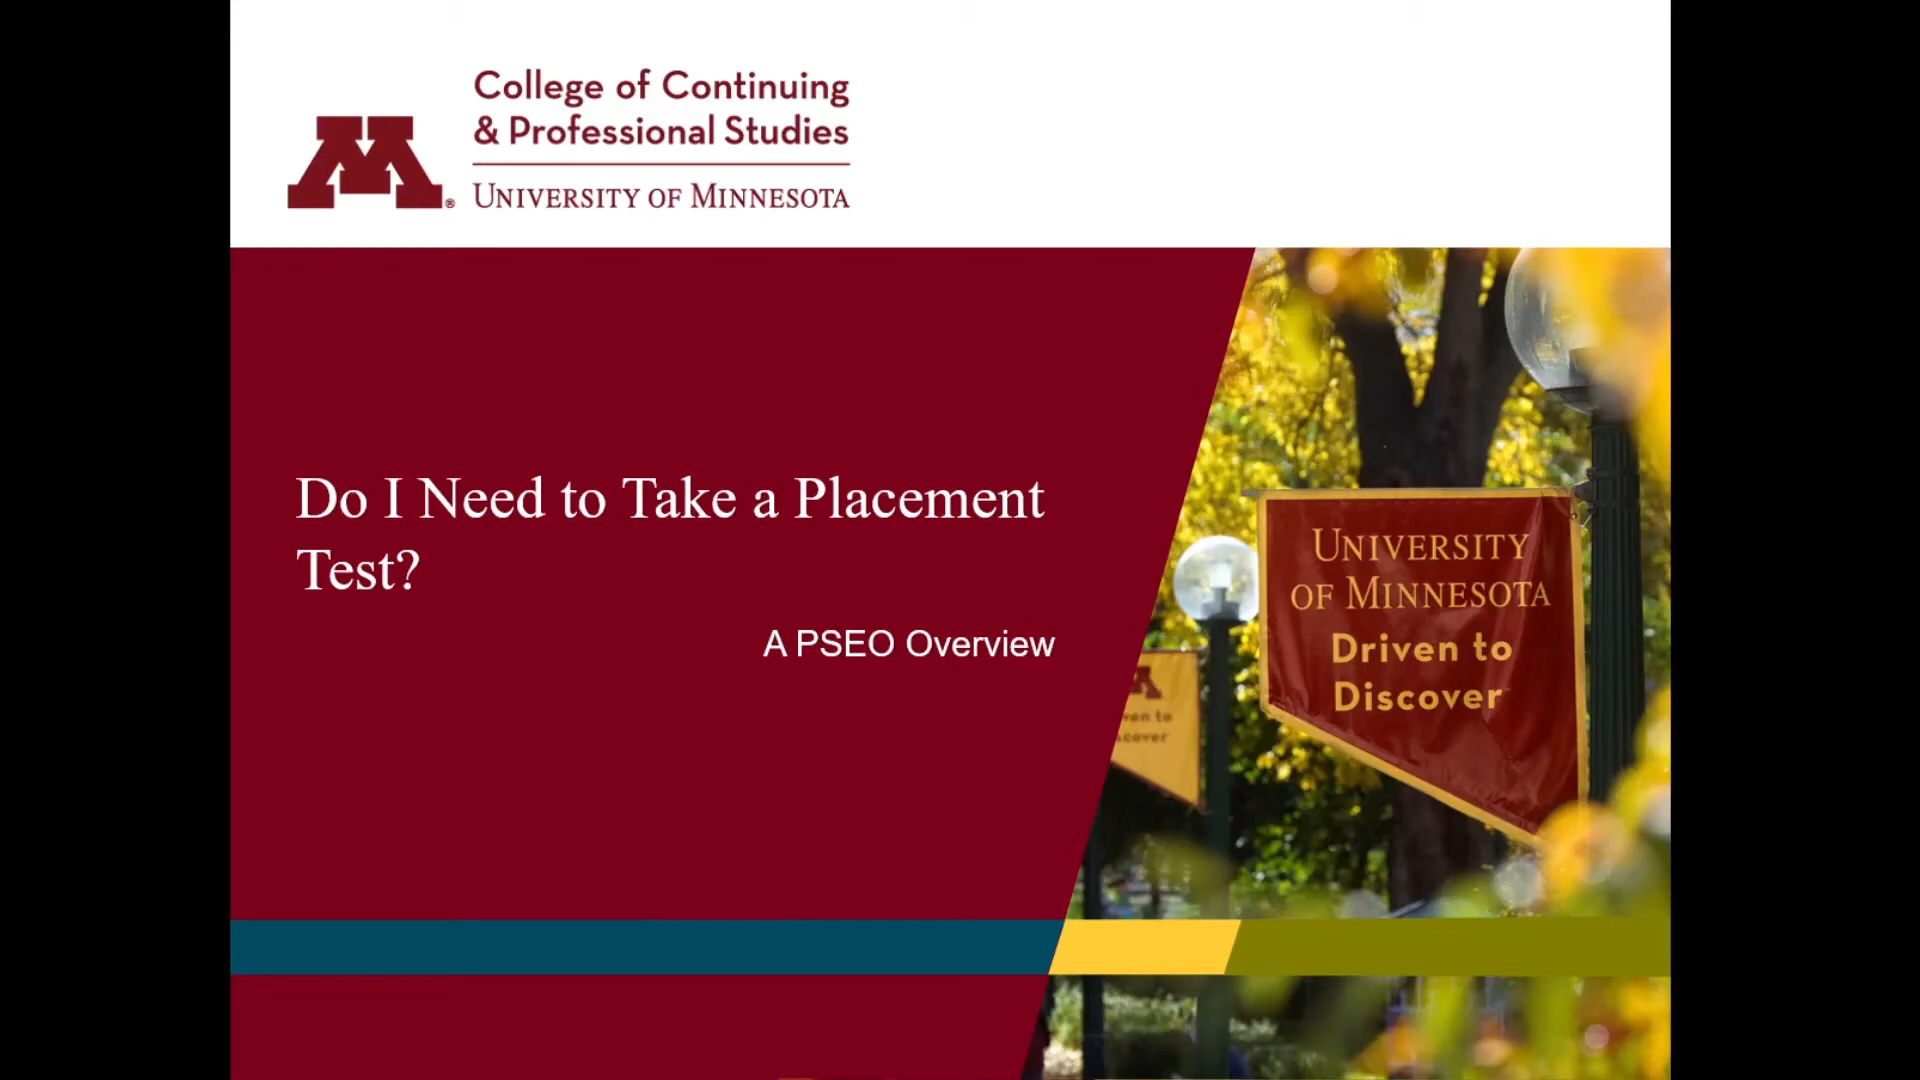 College of Continuing
& Professional Studies
UNIVERSITY OF MINNESOTA
M®
Do I Need to Take a Placement
Test?
A PSEO Overview
UNIVERSITY
OF MINNESOTA
Driven to
Discover
M
to